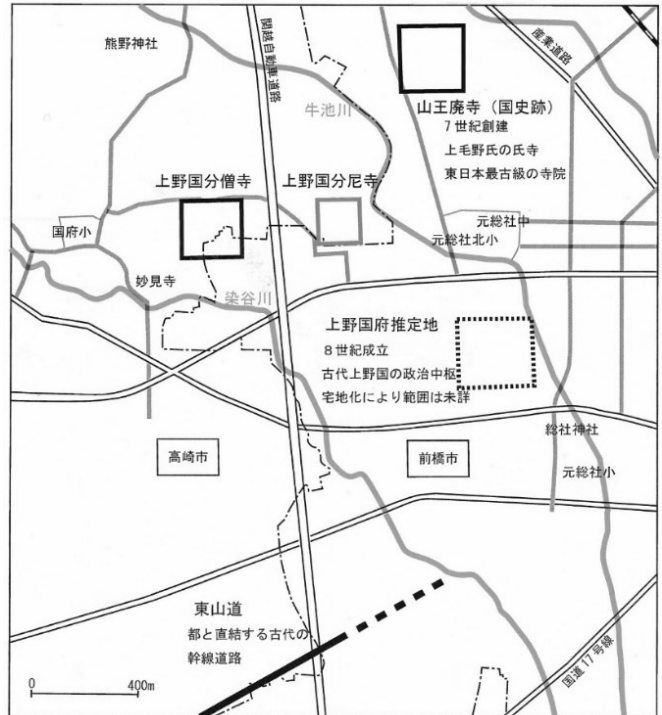 熊野神社
関越自動車道路
産業道路
牛池川
山王廃寺（国史跡）
7世紀創建
上毛野氏の氏寺
東日本最古級の寺院
上野国分僧寺
上野国分尼寺
国府小
元総社中
元総社北小
妙見寺
染谷川
上野国府推定地
8世紀成立
古代上野国の政治中枢
宅地化により範囲は未詳
総社神社
高崎市
前橋市
元総社小
東山道
都と直結する古代の
幹線道路
国道17号線
0 400m